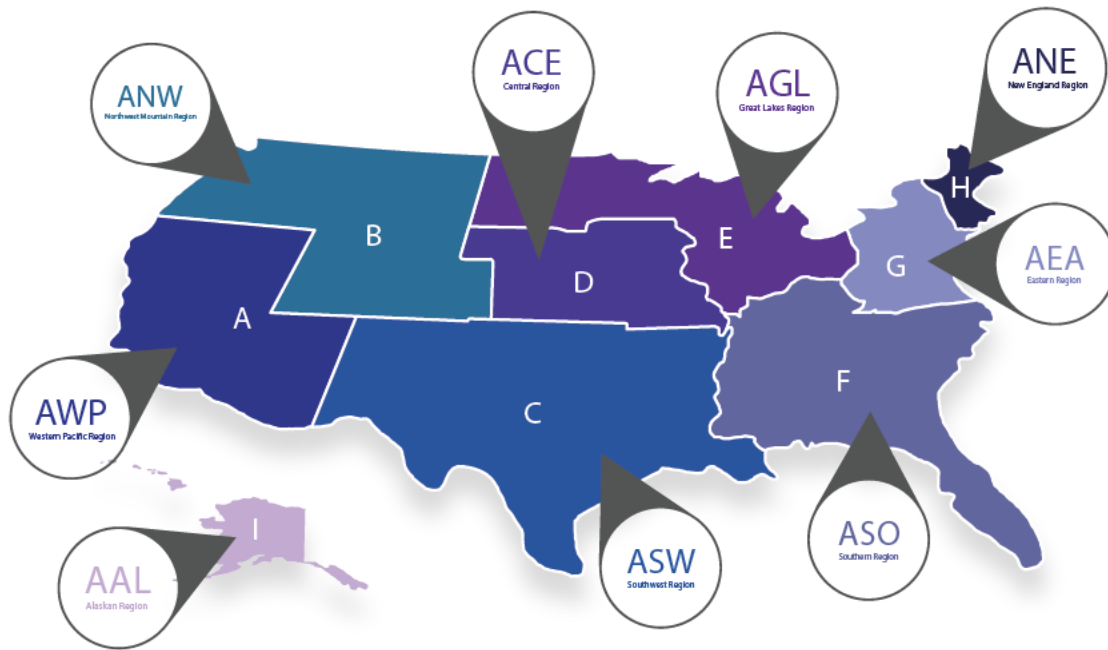 ACE
Central Region
ANE
New England Region
AGL
Great Lakes Region
ANW
Northwest Mountain Region
H
B
E
G
AEA
Eastern Region
D
A
F
AWP
Western Pacific Region
C
I
ASO
Southern Region
ASW
Southwest Region
AAL
Alaskan Region